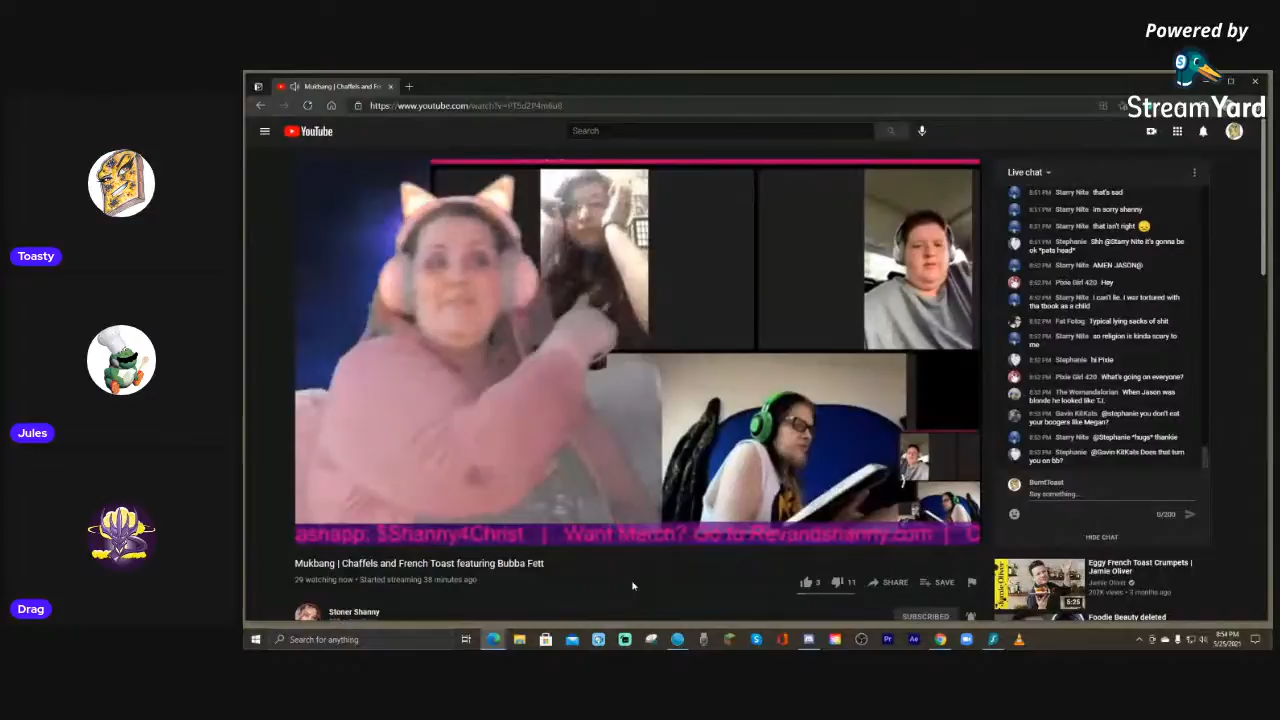 Powered by
StreamYard
Mukbang | Chaffels and Fr
https://www.youtube.com/watch?v=
YouTube
Search
Live chat
8:51 PM Starry Nite that's sad
8:51 PM Starry Nite im sorry shanny
8:51 PM Starry Nite that isn't right
8:51 PM Stephanie Shh @Starry Nite it's gonna be
ok *pats head*
8:52 PM Starry Nite AMEN JASON@
8:52 PM Pixie Girl 420 Hey
8:52 PM Starry Nite I can't lie. I was tortured with
tha tbook as a child
8:52 PM Typical lying sacks of shit
8:52 PM Starry Nite so religion is kinda scary to
me
8:52 PM Stephanie hi Pixie
8:52 PM Pixie Girl 420 What's going on everyone?
8:52 PM The Womandalorian When Jason was
blonde he looked like T.J.
8:53 PM Gavin KitKats @stephanie you don't eat
your boogers like Megan?
8:53 PM Starry Nite @Stephanie *hugs* thankie
8:53 PM Stephanie @Gavin KitKats Does that turn
you on bb?
BurntToast
Say something...
0/200
HIDE CHAT
Toasty
Jules
Drag
asnapp: $Shanny4Christ | Want Merch? Go to Revandshanny.com | C
Mukbang | Chaffels and French Toast featuring Bubba Fett
29 watching now • Started streaming 38 minutes ago
3
11
SHARE
SAVE
Stoner Shanny
SUBSCRIBED
Eggy French Toast Crumpets |
Jamie Oliver
Jamie Oliver
202K views • 3 months ago
5:25
Foodie Beauty deleted
Search for anything
8:54 PM
5/25/2021